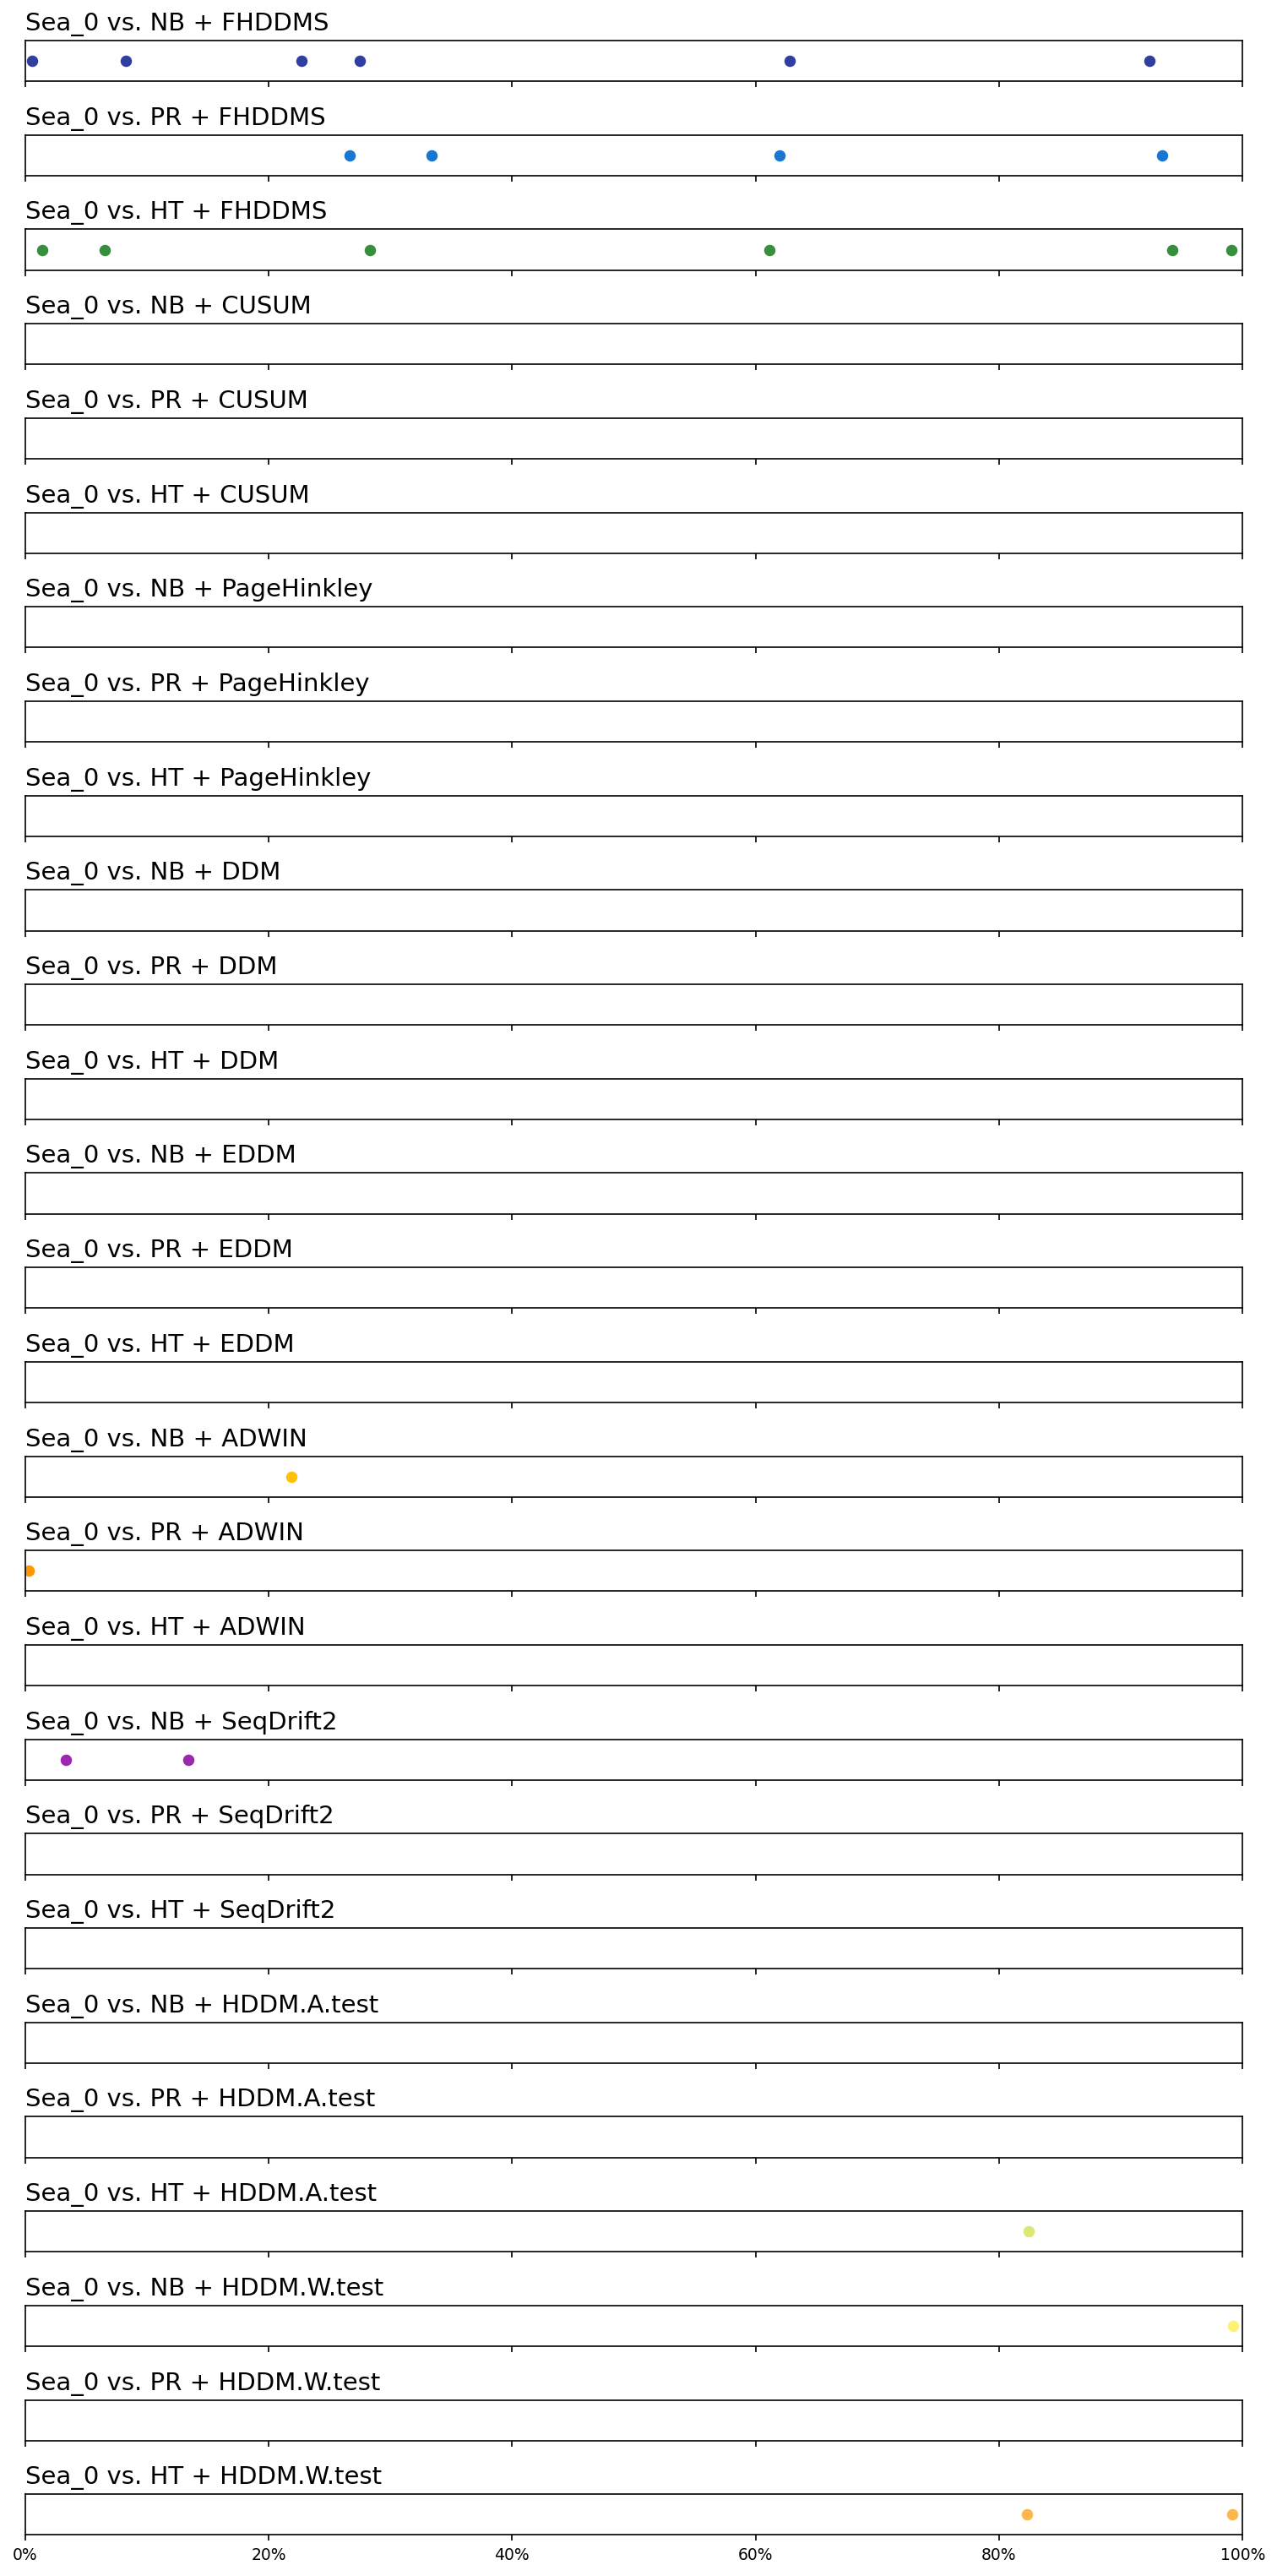 Sea_0 vs. NB + FHDDMS
Sea_0 vs. PR + FHDDMS
Sea_0 vs. HT + FHDDMS
Sea_0 vs. NB + CUSUM
Sea_0 vs. PR + CUSUM
Sea_0 vs. HT + CUSUM
Sea_0 vs. NB + PageHinkley
Sea_0 vs. PR + PageHinkley
Sea_0 vs. HT + PageHinkley
Sea_0 vs. NB + DDM
Sea_0 vs. PR + DDM
Sea_0 vs. HT + DDM
Sea_0 vs. NB + EDDM
Sea_0 vs. PR + EDDM
Sea_0 vs. HT + EDDM
Sea_0 vs. NB + ADWIN
Sea_0 vs. PR + ADWIN
Sea_0 vs. HT + ADWIN
Sea_0 vs. NB + SeqDrift2
Sea_0 vs. PR + SeqDrift2
Sea_0 vs. HT + SeqDrift2
Sea_0 vs. NB + HDDM.A.test
Sea_0 vs. PR + HDDM.A.test
Sea_0 vs. HT + HDDM.A.test
Sea_0 vs. NB + HDDM.W.test
Sea_0 vs. PR + HDDM.W.test
Sea_0 vs. HT + HDDM.W.test
0% 20% 40% 60% 80% 100%